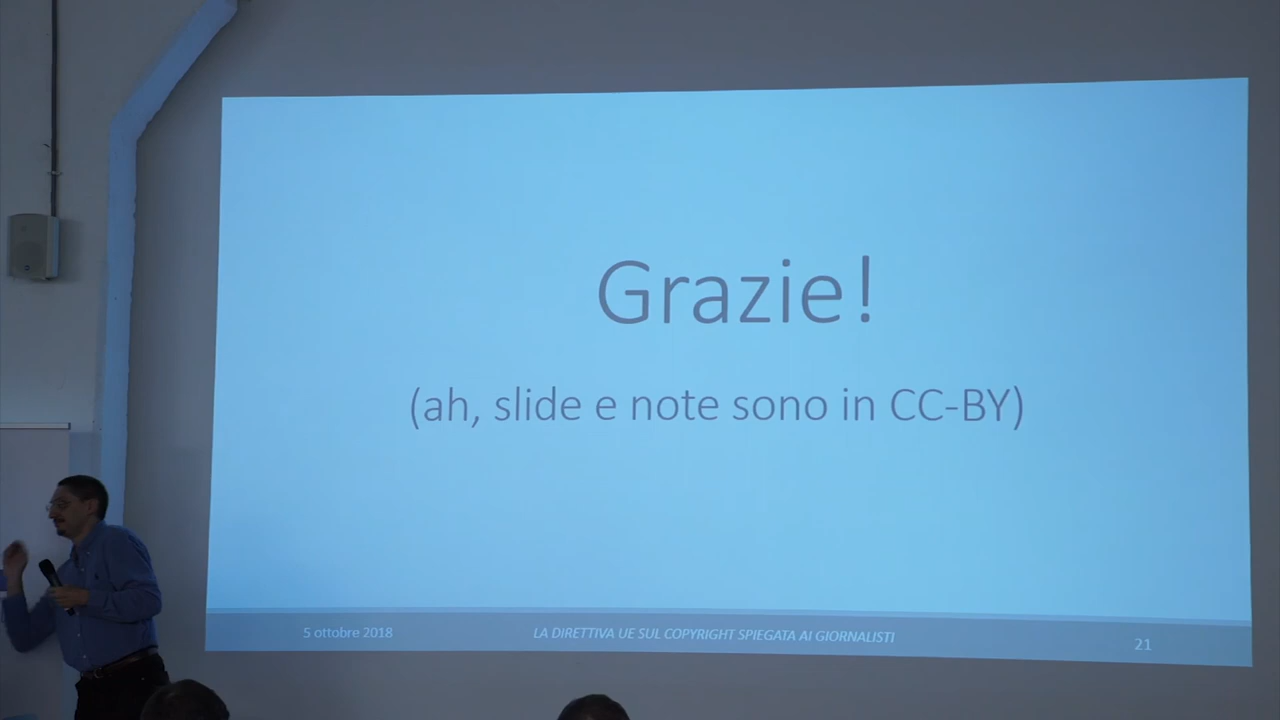 Grazie!
(ah, slide e note sono in CC-BY)
5 ottobre 2018
LA DIRETTIVA UE SUL COPYRIGHT SPIEGATA AI GIORNALISTI
21